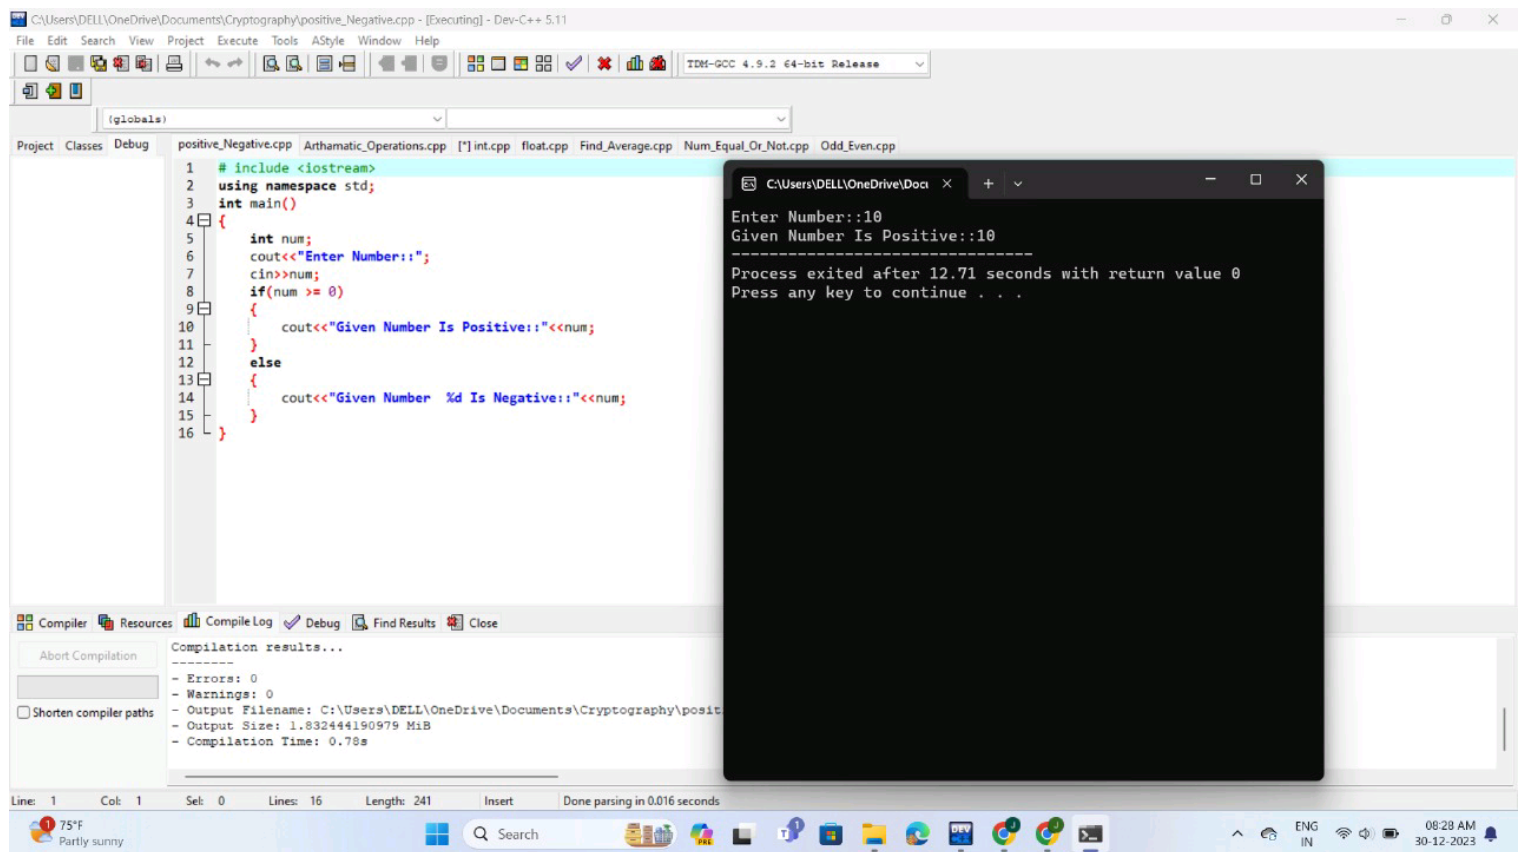 C:\Users\DELL\OneDrive\Documents\Cryptography\positive_Negative.cpp - [Executing] - Dev-C++ 5.11
File Edit Search View Project Execute Tools AStyle Window Help
TDM-GCC 4.9.2 64-bit Release
(globals)
Project Classes Debug
positive_Negative.cpp Arthamatic_Operations.cpp [*] int.cpp float.cpp Find_Average.cpp Num_Equal_Or_Not.cpp Odd_Even.cpp
1 # include <iostream>
2 using namespace std;
3 int main()
4 {
5 int num;
6 cout<<"Enter Number::";
7 cin>>num;
8 if(num >= 0)
9 {
10 cout<<"Given Number Is Positive::"<<num;
11 }
12 else
13 {
14 cout<<"Given Number  %d Is Negative::"<<num;
15 }
16 }
C:\Users\DELL\OneDrive\Docu
Enter Number::10
Given Number Is Positive::10
--------------------------------
Process exited after 12.71 seconds with return value 0
Press any key to continue . . .
Compiler Resources Compile Log Debug Find Results Close
Abort Compilation
Shorten compiler paths
Compilation results...
--------
- Errors: 0
- Warnings: 0
- Output Filename: C:\Users\DELL\OneDrive\Documents\Cryptography\posit
- Output Size: 1.832444190979 MiB
- Compilation Time: 0.78s
Line: 1 Col: 1 Sel: 0 Lines: 16 Length: 241 Insert Done parsing in 0.016 seconds
1
75°F
Partly sunny
Search
PRE
1
DEV
J
J
ENG
IN
08:28 AM
30-12-2023